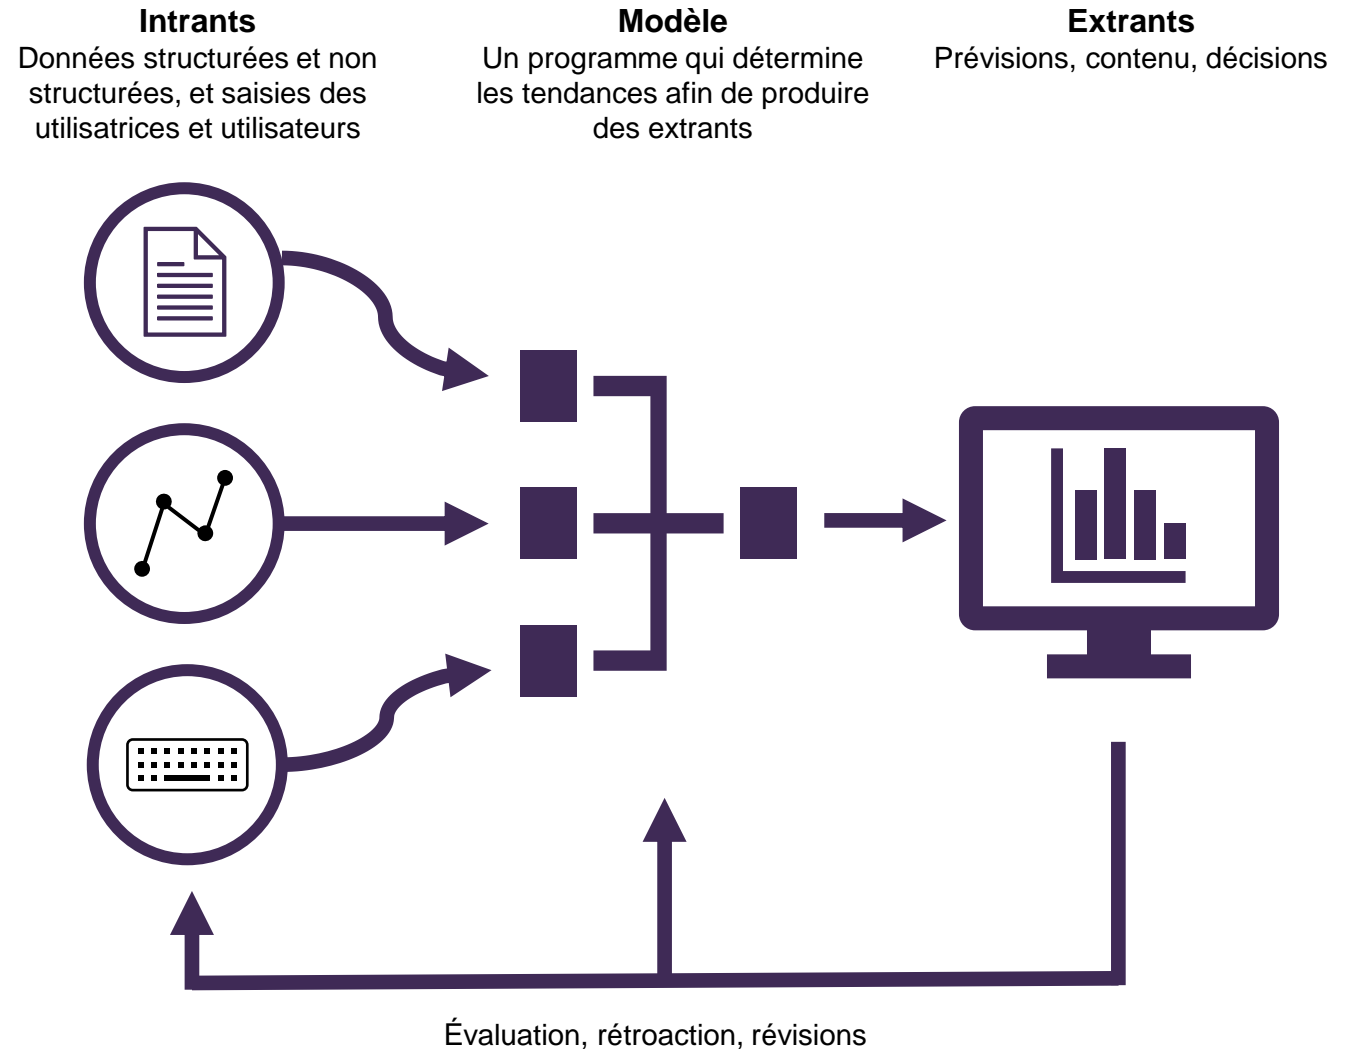 Intrants
Données structurées et non
structurées, et saisies des
utilisatrices et utilisateurs
Modèle
Un programme qui détermine
les tendances afin de produire
des extrants
Extrants
Prévisions, contenu, décisions
Évaluation, rétroaction, révisions